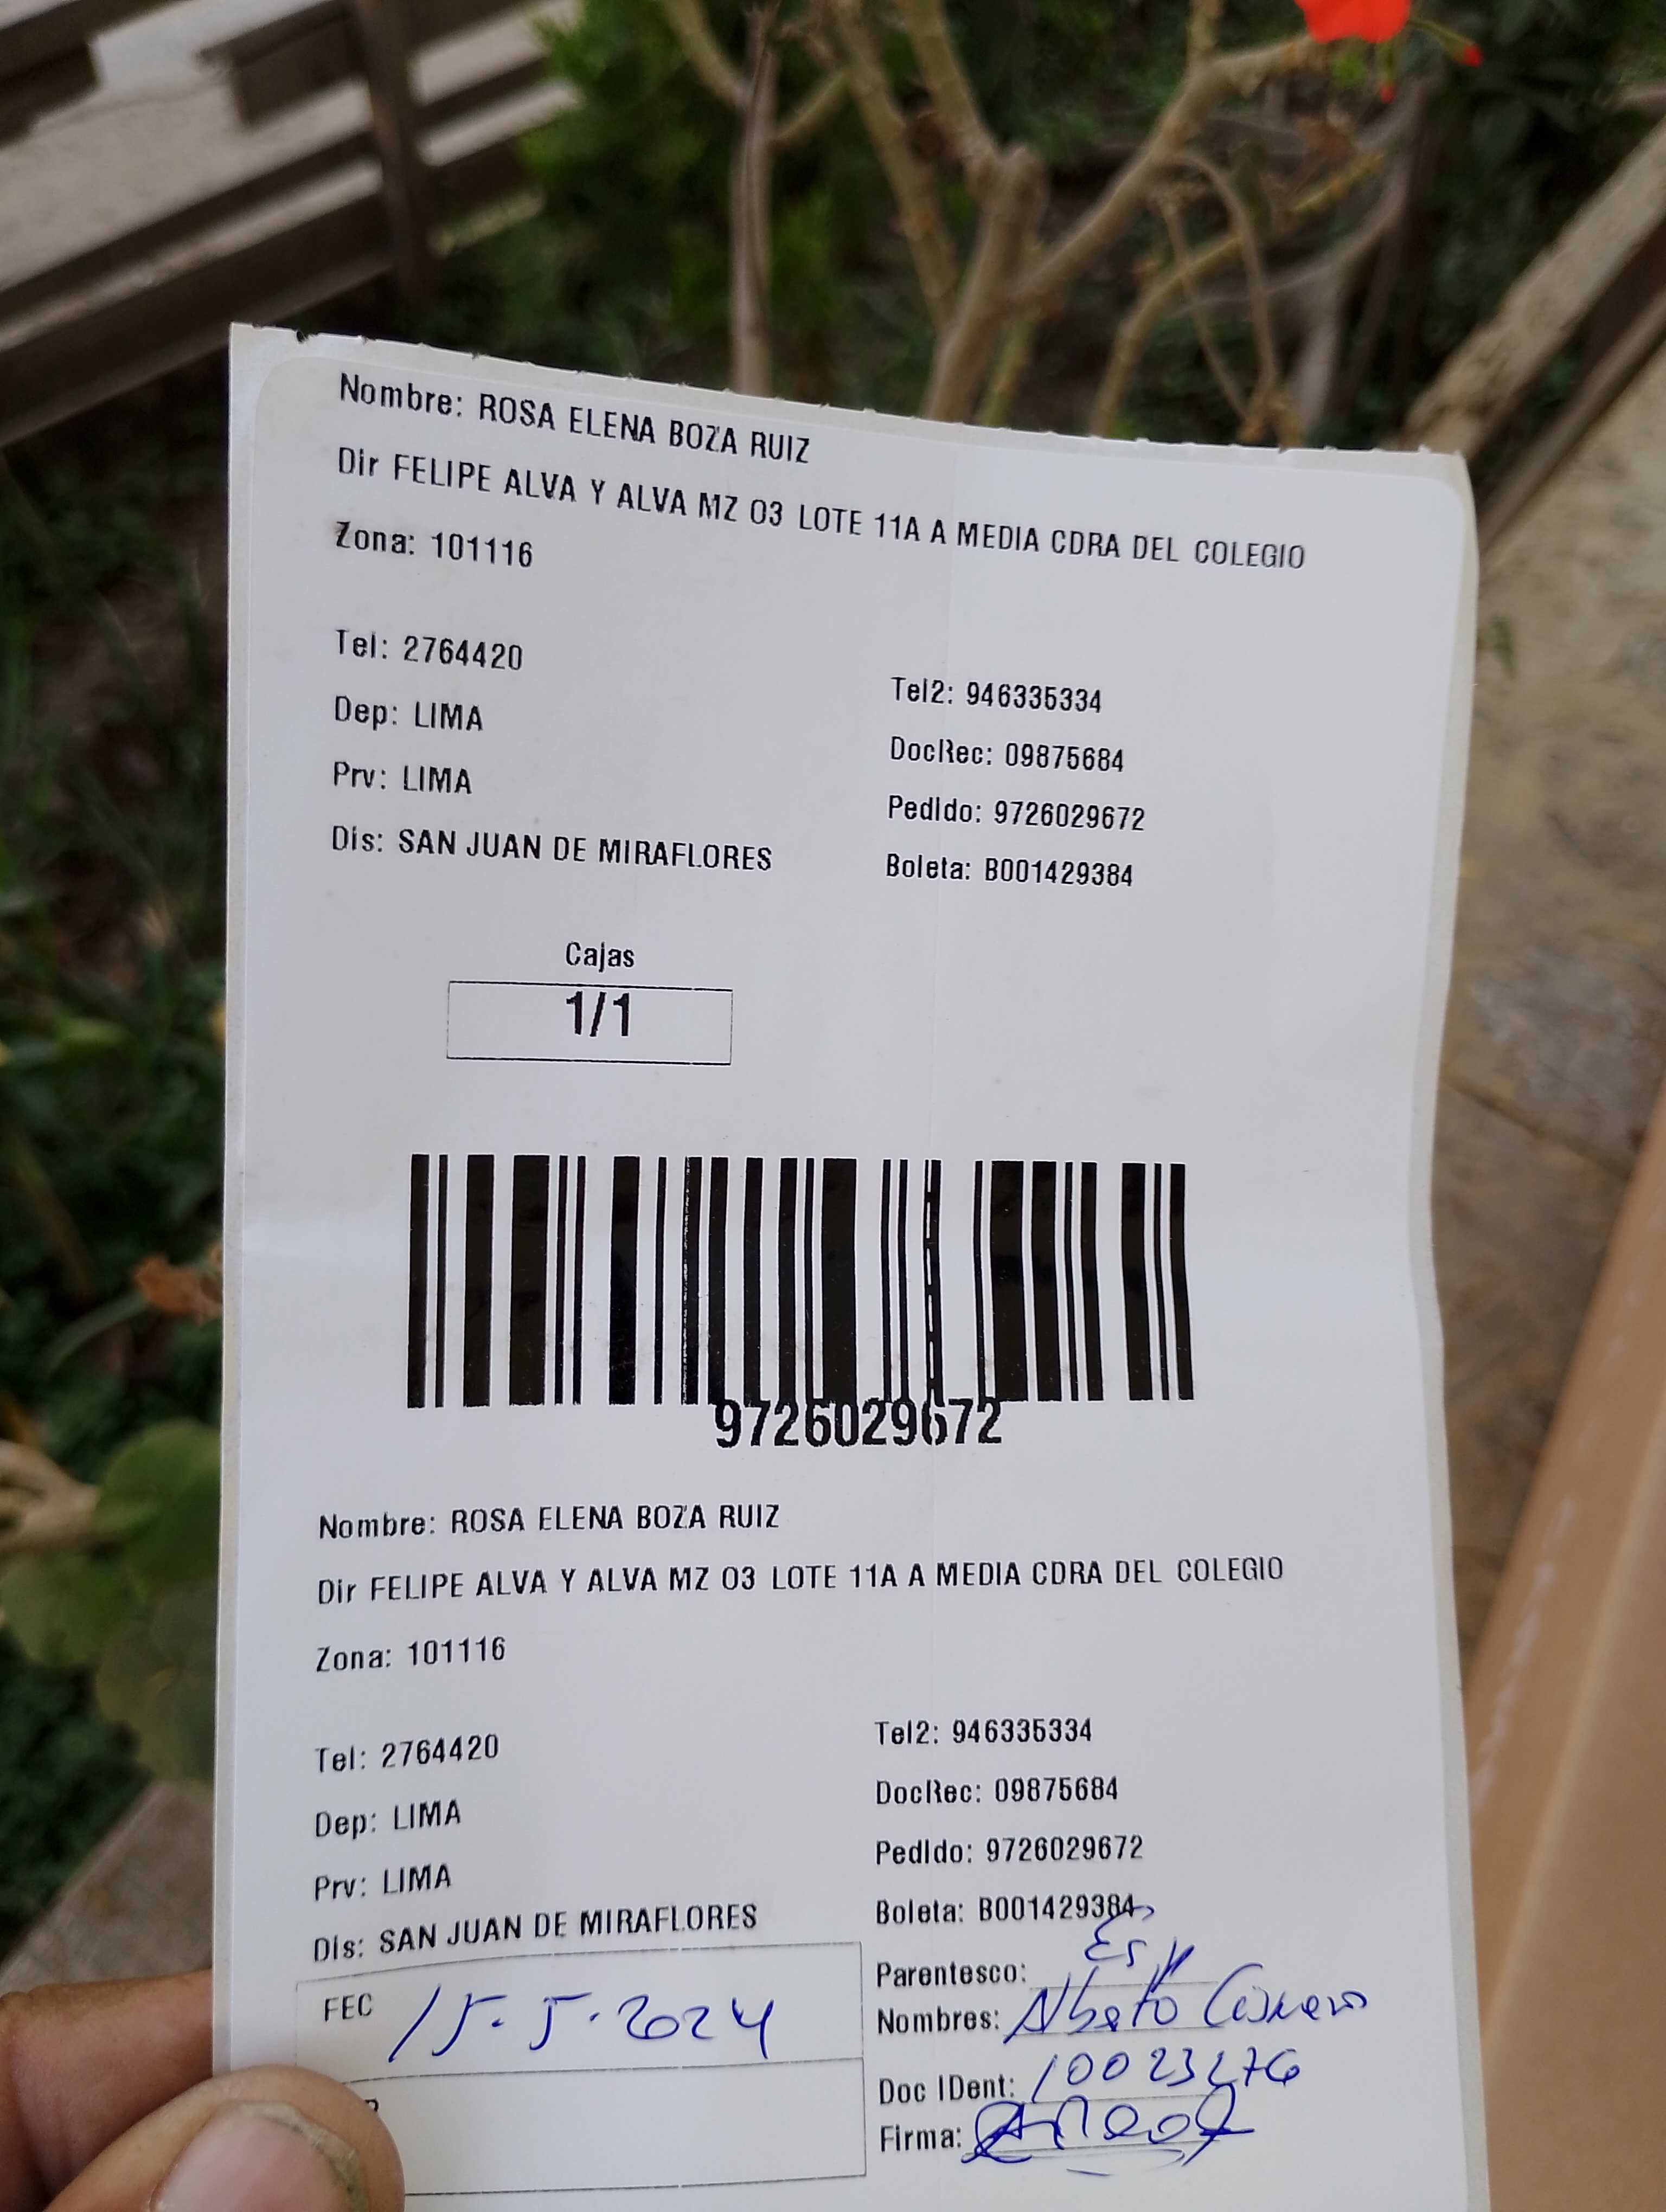 Nombre: ROSA ELENA BOZA RUIZ
Dir FELIPE ALVA Y ALVA MZ O3 LOTE 11A A MEDIA CDRA DEL COLEGIO
Zona: 101116
Tel: 2764420
Tel2: 946335334
Dep: LIMA
DocRec: 09875684
Prv: LIMA
Pedido: 9726029672
Dis: SAN JUAN DE MIRAFLORES
Boleta: B001429384
Cajas
1/1
9726029672
Nombre: ROSA ELENA BOZA RUIZ
Dir FELIPE ALVA Y ALVA MZ O3 LOTE 11A A MEDIA CDRA DEL COLEGIO
Zona: 101116
Tel: 2764420
Tel2: 946335334
Dep: LIMA
DocRec: 09875684
Prv: LIMA
Pedido: 9726029672
Dis: SAN JUAN DE MIRAFLORES
Boleta: B001429384
FEC 15-5-2024
Parentesco:
Nombres: Alberto
Doc IDent:
Firma: